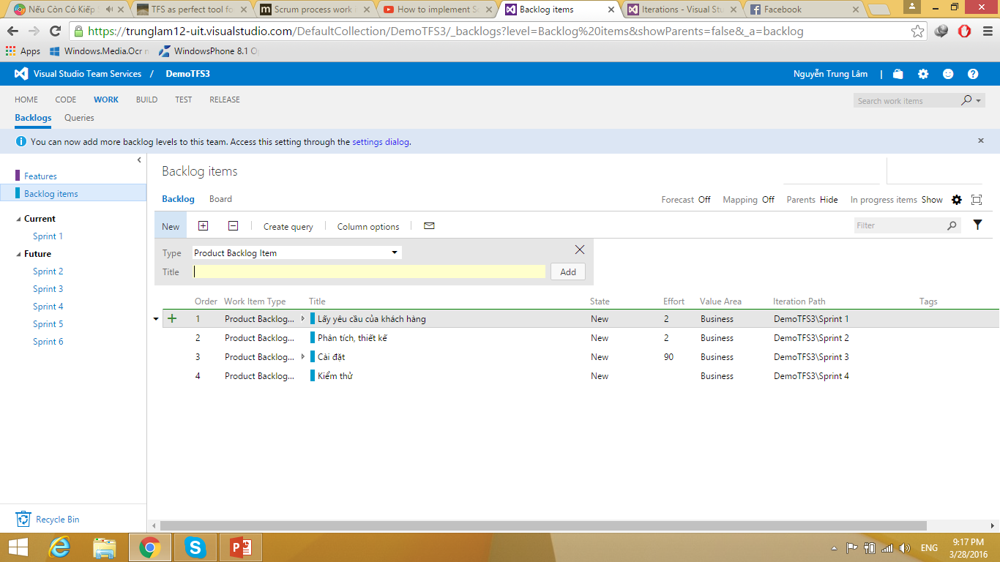 Nếu Còn Có Kiếp
TFS as perfect tool fo
Scrum process work i
How to implement Sc
Backlog items
Iterations - Visual Stu
Facebook
https://trunglam12-uit.visualstudio.com/DefaultCollection/DemoTFS3/_backlogs?level=Backlog%20items&showParents=false&_a=backlog
Apps Windows.Media.Ocr n WindowsPhone 8.1 O
Visual Studio Team Services / DemoTFS3 Nguyễn Trung Lâm
HOME CODE WORK BUILD TEST RELEASE Search work items
Backlogs Queries
You can now add more backlog levels to this team. Access this setting through the settings dialog.
Features
Backlog items
Current
Sprint 1
Future
Sprint 2
Sprint 3
Sprint 4
Sprint 5
Sprint 6
Recycle Bin
Backlog items
Backlog Board Forecast Off Mapping Off Parents Hide In progress items Show
New Create query Column options Filter
Type Product Backlog Item
Title Add
Order Work Item Type Title State Effort Value Area Iteration Path Tags
1 Product Backlog... Lấy yêu cầu của khách hàng New 2 Business DemoTFS3\Sprint 1
2 Product Backlog... Phân tích, thiết kế New 2 Business DemoTFS3\Sprint 2
3 Product Backlog... Cài đặt New 90 Business DemoTFS3\Sprint 3
4 Product Backlog... Kiểm thử New Business DemoTFS3\Sprint 4
ENG 9:17 PM
3/28/2016